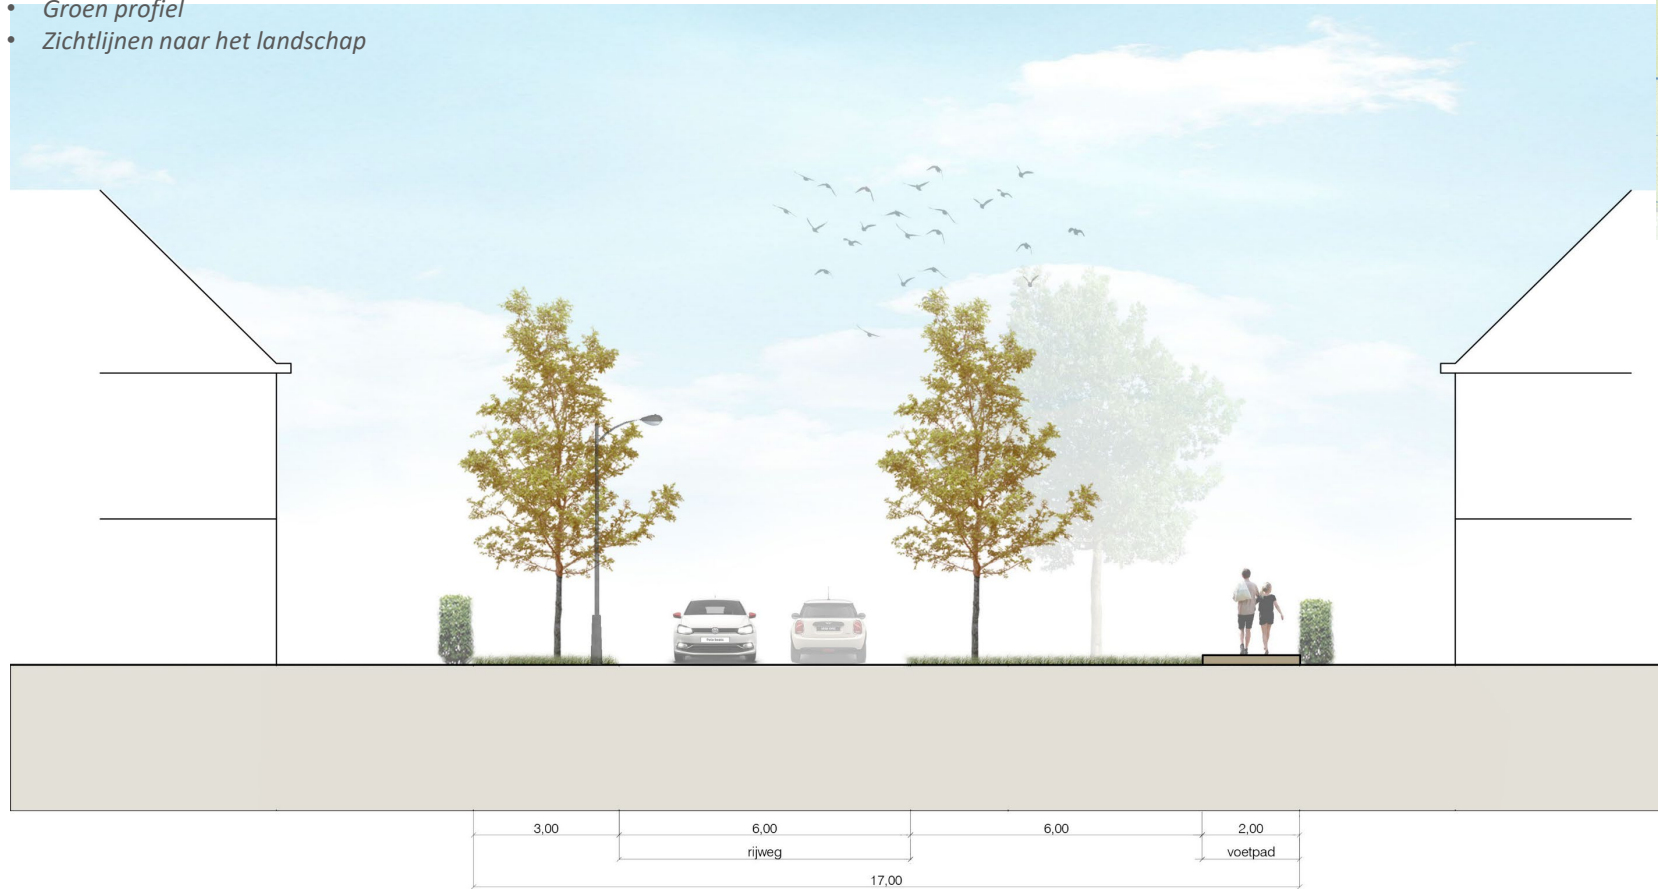 • Groen profiel
• Zichtlijnen naar het landschap
3,00 6,00 6,00 2,00
rijweg voetpad
17,00